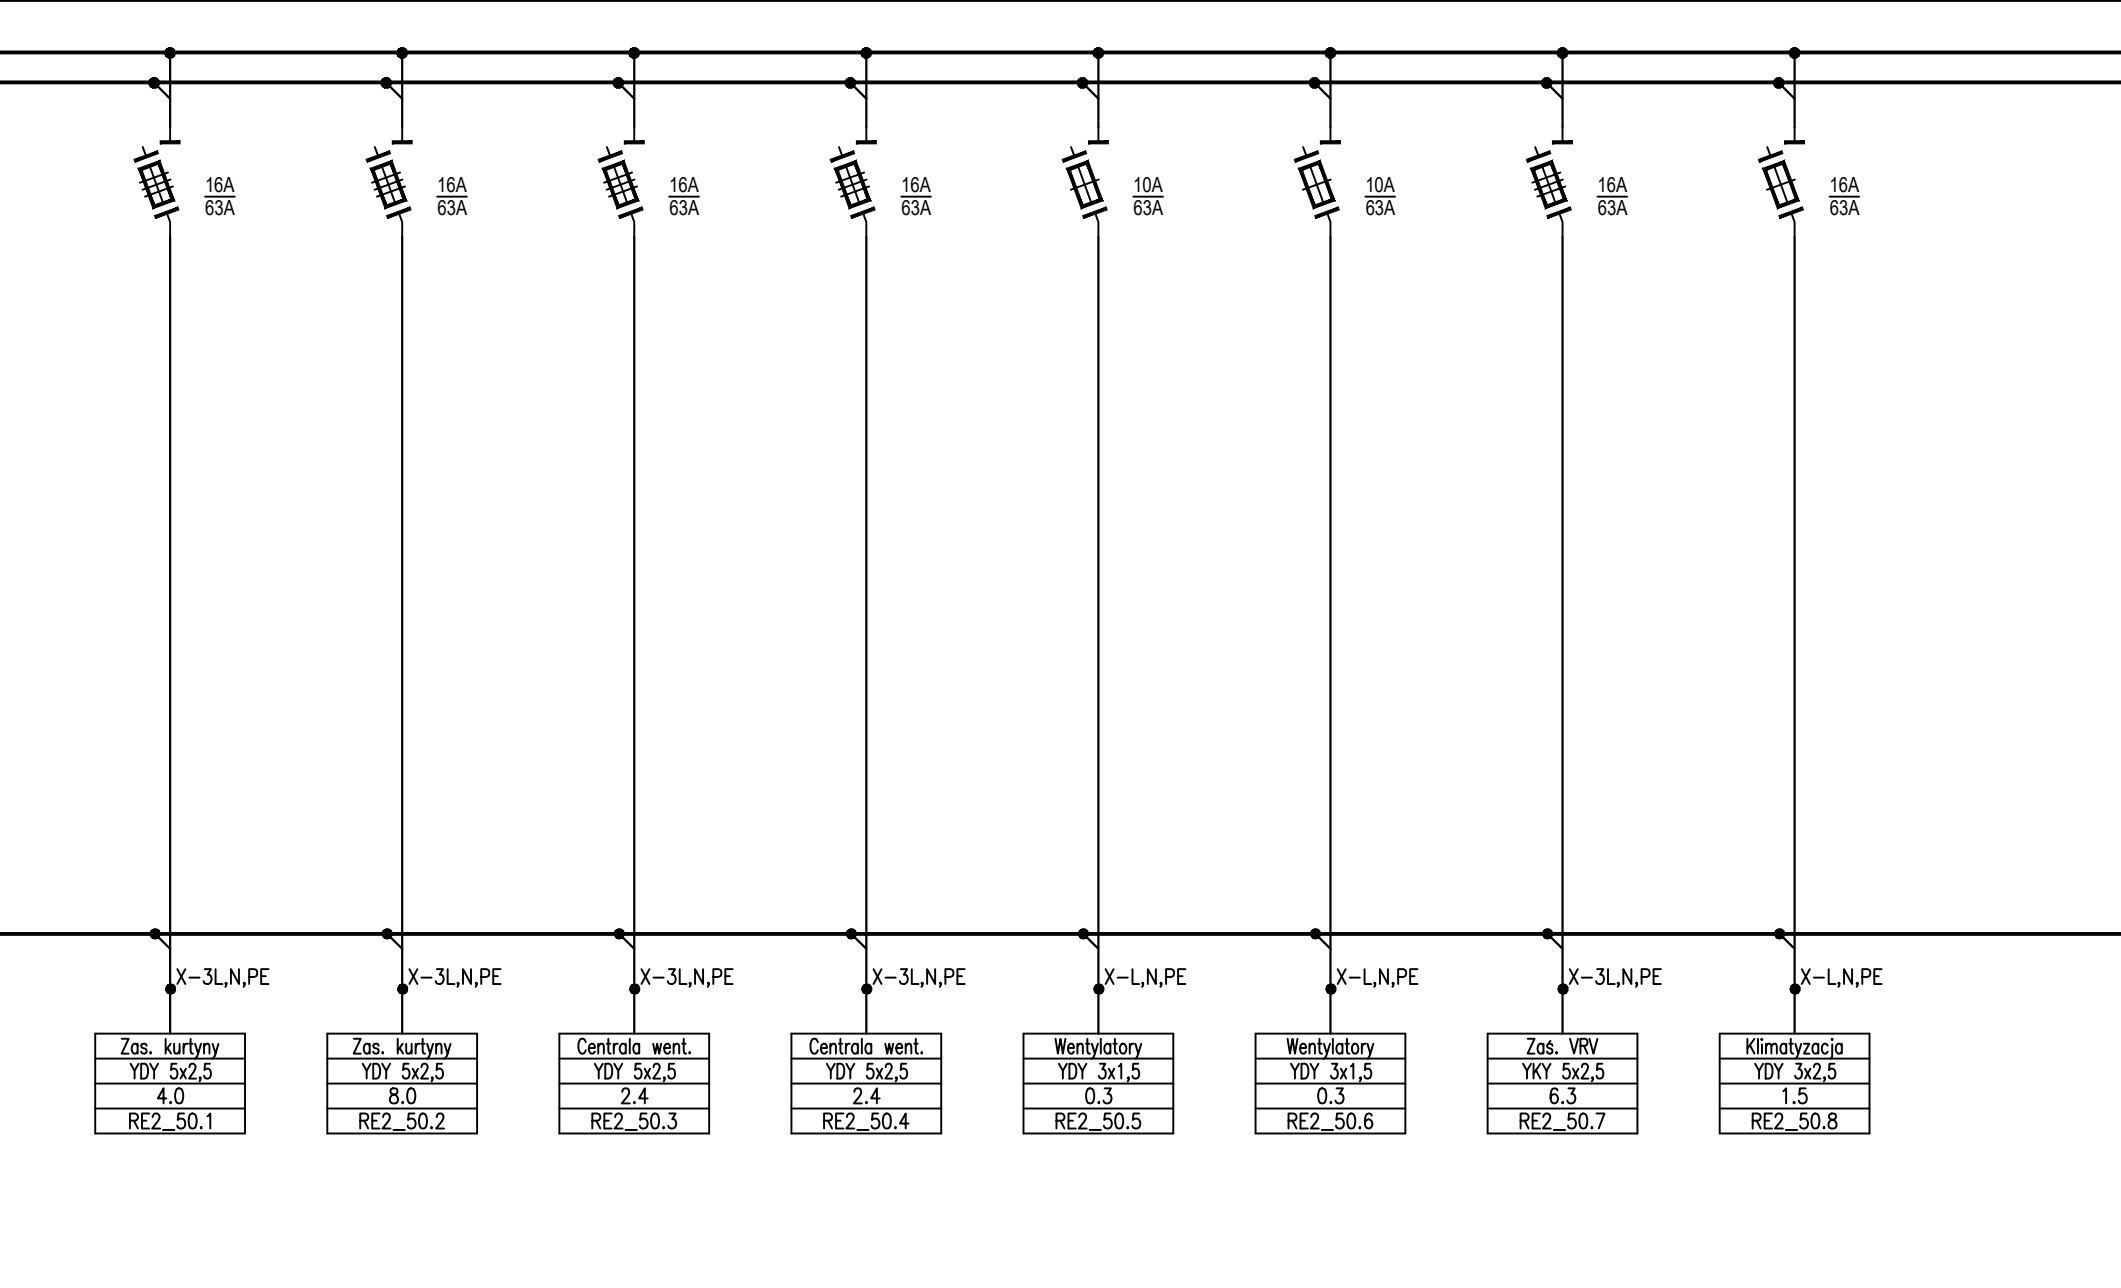 16A
63A
16A
63A
16A
63A
16A
63A
10A
63A
10A
63A
16A
63A
16A
63A
X-3L,N,PE
X-3L,N,PE
X-3L,N,PE
X-3L,N,PE
X-L,N,PE
X-L,N,PE
X-3L,N,PE
X-L,N,PE
Zas. kurtyny
YDY 5x2,5
4.0
RE2_50.1
Zas. kurtyny
YDY 5x2,5
8.0
RE2_50.2
Centrala went.
YDY 5x2,5
2.4
RE2_50.3
Centrala went.
YDY 5x2,5
2.4
RE2_50.4
Wentylatory
YDY 3x1,5
0.3
RE2_50.5
Wentylatory
YDY 3x1,5
0.3
RE2_50.6
Zaś. VRV
YKY 5x2,5
6.3
RE2_50.7
Klimatyzacja
YDY 3x2,5
1.5
RE2_50.8